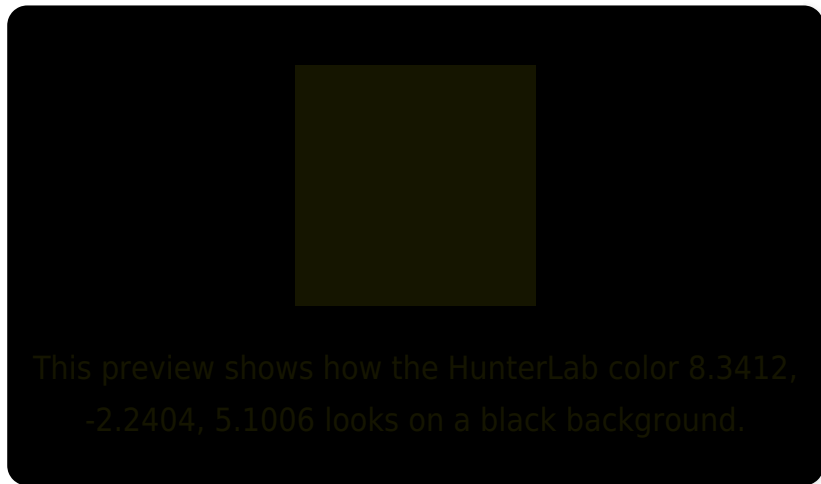 This preview shows how the HunterLab color 8.3412,
-2.2404, 5.1006 looks on a black background.